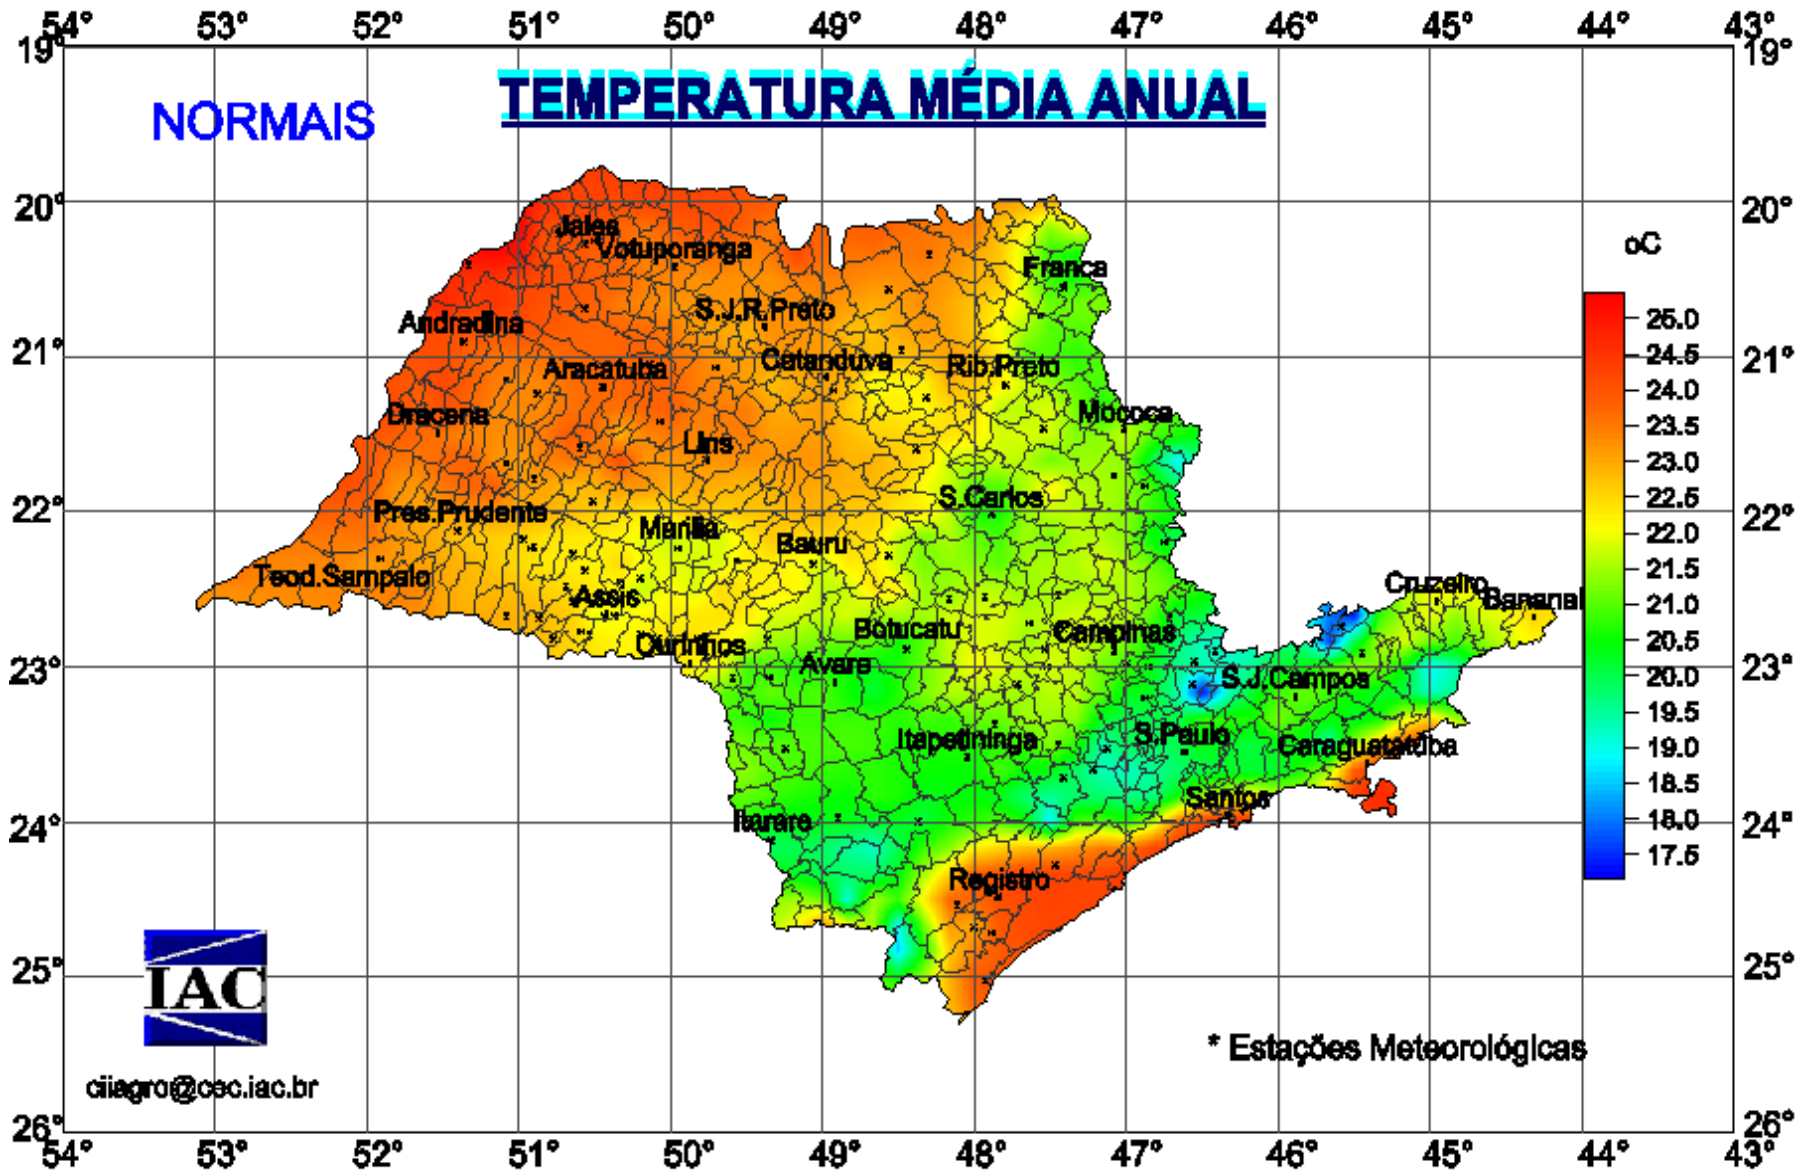 54° 53° 52° 51° 50° 49° 48° 47° 46° 45° 44° 43°
19° 19°
TEMPERATURA MÉDIA ANUAL
NORMAIS
20° 20°
Jales
Votuporanga
oC
Franca
S.J.R.Preto
25.0
Andradina
21° 24.5 21°
Catanduva
Rib.Preto
Aracatuba
24.0
Dracena
Mococa
23.5
Lins
23.0
S.Carlos
22.5
22° Pres.Prudente 22°
Marilia
22.0
Bauru
21.5
Teod.Sampaio
Cruzeiro
Assis
Bananal
21.0
Botucatu
Campinas
20.5
Ourinhos
23° Avare 23°
S.J.Campos
20.0
19.5
S.Paulo
Itapetininga
Caraguatatuba
19.0
18.5
Santos
24° Itarare 18.0 24°
17.5
Registro
25° 25°
IAC
* Estações Meteorológicas
ciiagro@cec.iac.br
26° 26°
54° 53° 52° 51° 50° 49° 48° 47° 46° 45° 44° 43°